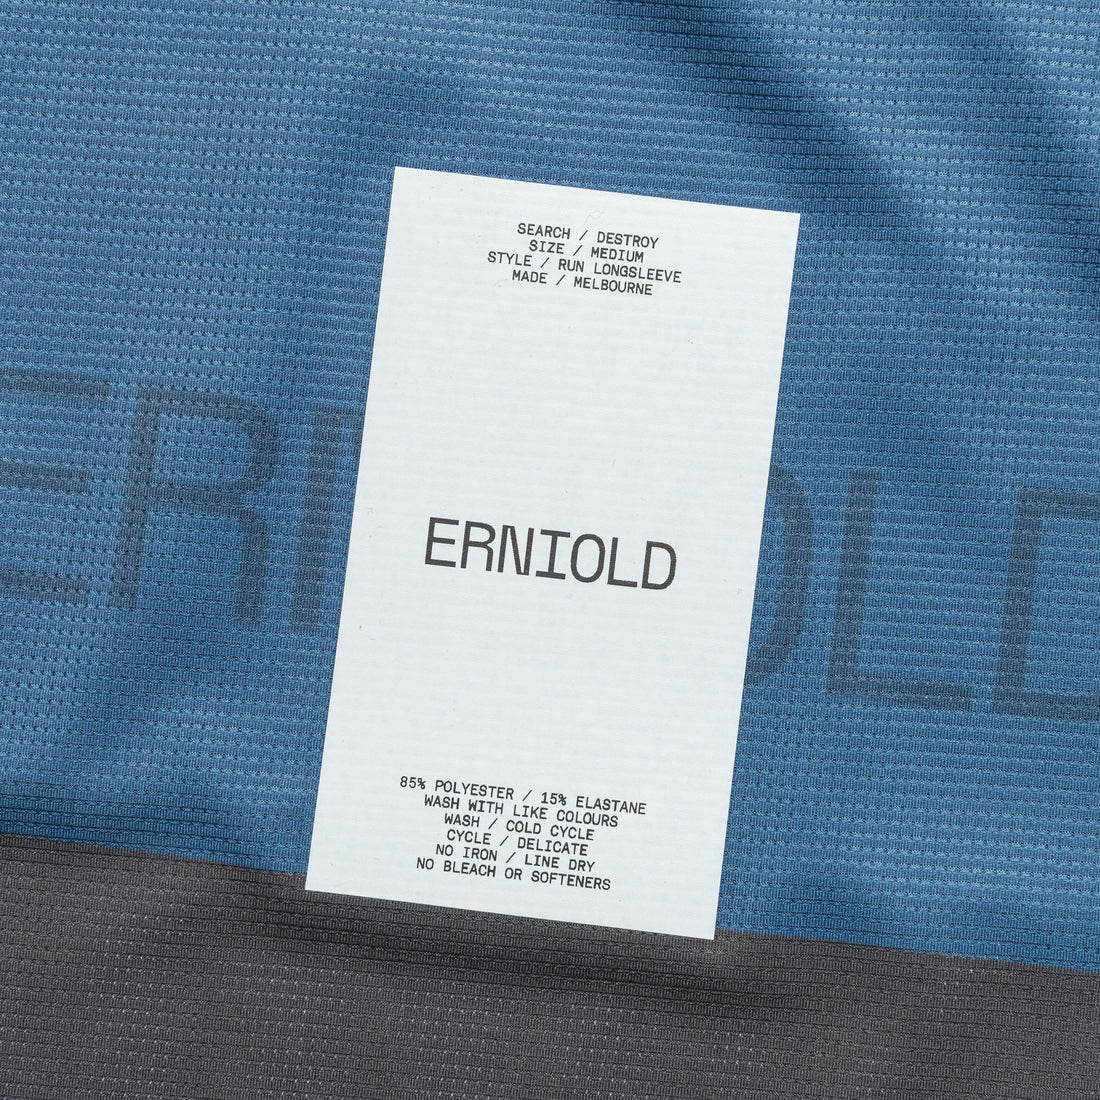 SEARCH / DESTROY
SIZE / MEDIUM
STYLE / RUN LONGSLEEVE
MADE / MELBOURNE
ERNIOLD
85% POLYESTER / 15% ELASTANE
WASH WITH LIKE COLOURS
WASH / COLD CYCLE
CYCLE / DELICATE
NO IRON / LINE DRY
NO BLEACH OR SOFTENERS